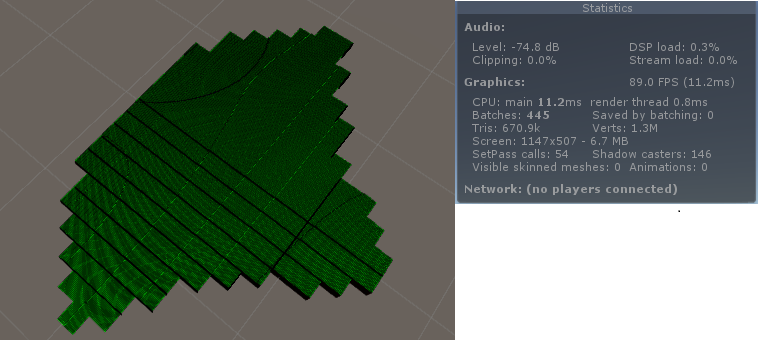 Statistics
Audio:
Level: -74.8 dB DSP load: 0.3%
Clipping: 0.0% Stream load: 0.0%
Graphics: 89.0 FPS (11.2ms)
CPU: main 11.2ms render thread 0.8ms
Batches: 445 Saved by batching: 0
Tris: 670.9k Verts: 1.3M
Screen: 1147x507 - 6.7 MB
SetPass calls: 54 Shadow casters: 146
Visible skinned meshes: 0 Animations: 0
Network: (no players connected)